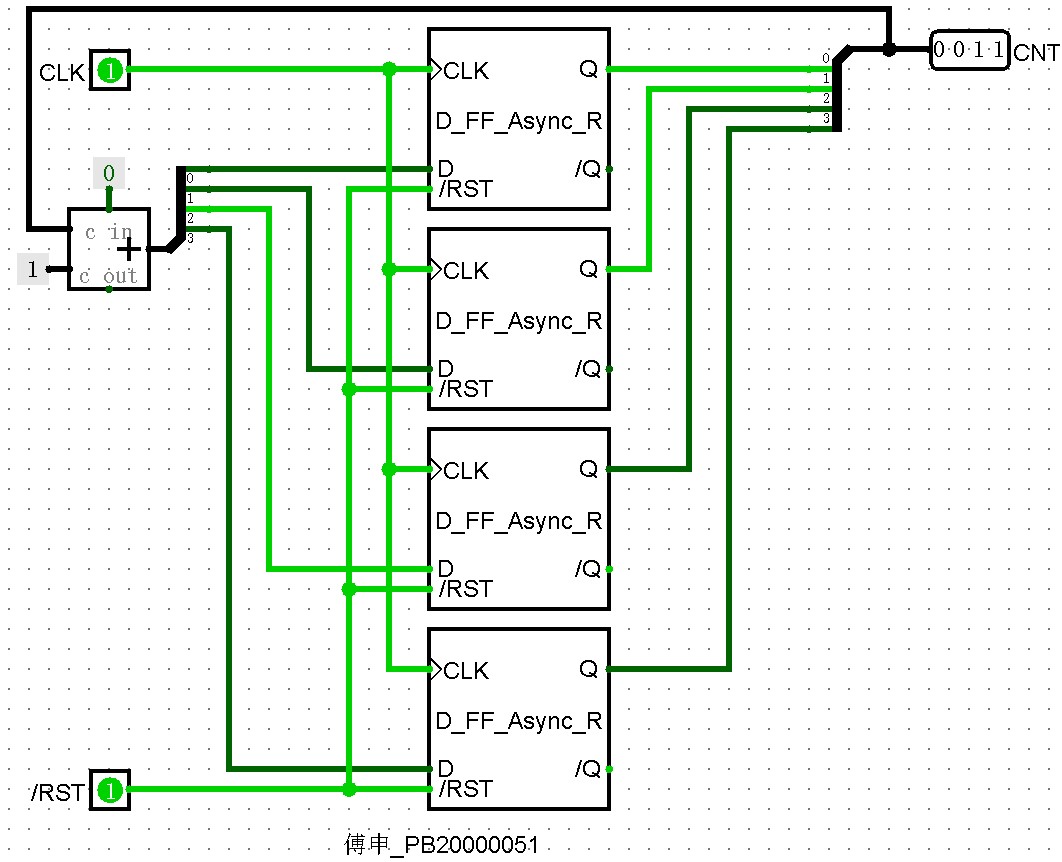 CLK 1
CLK Q
D_FF_Async_R
D /Q
/RST
0
1
2
3
0 0 1 1 CNT
0
c in
+
1
c out
0
1
2
3
CLK Q
D_FF_Async_R
D /Q
/RST
CLK Q
D_FF_Async_R
D /Q
/RST
CLK Q
D_FF_Async_R
D /Q
/RST
/RST 1
傅申_PB20000051